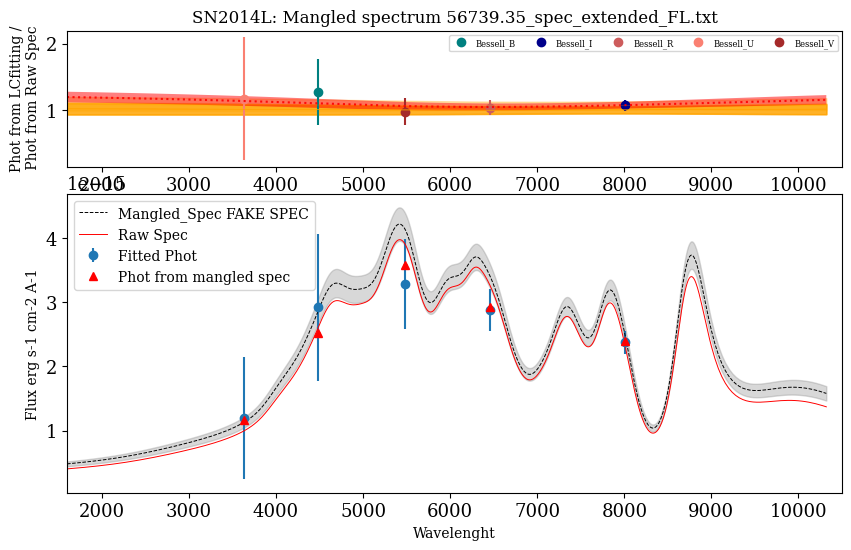 SN2014L: Mangled spectrum 56739.35_spec_extended_FL.txt
Phot from LCfitting /
Phot from Raw Spec
2
1
Bessell_B
Bessell_I
Bessell_R
Bessell_U
Bessell_V
2000 3000 4000 5000 6000 7000 8000 9000 10000
1e−15
Flux erg s-1 cm-2 A-1
4
3
2
1
Mangled_Spec FAKE SPEC
Raw Spec
Fitted Phot
Phot from mangled spec
2000 3000 4000 5000 6000 7000 8000 9000 10000
Wavelenght